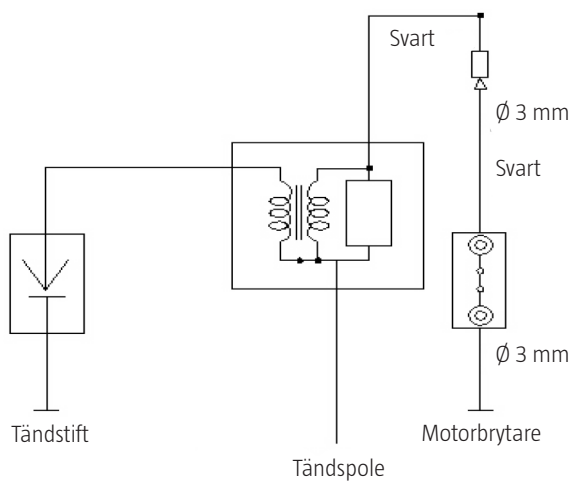 Svart
Ø 3 mm
Svart
Ø 3 mm
Tändstift
Motorbrytare
Tändspole